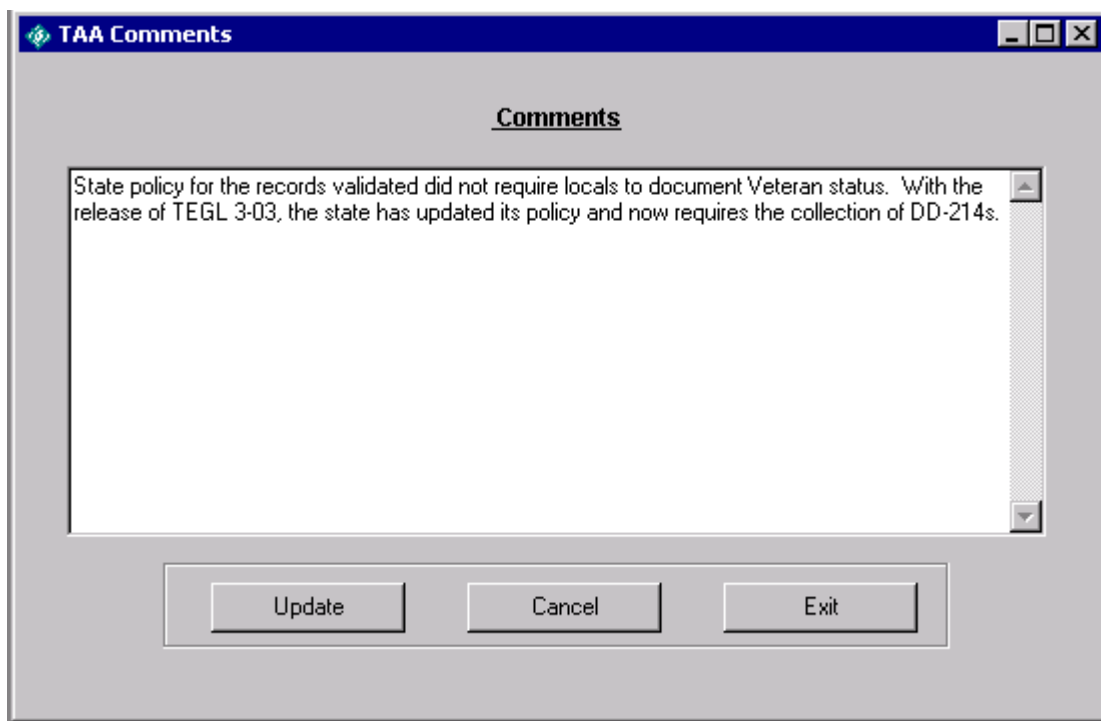 TAA Comments
Comments
State policy for the records validated did not require locals to document Veteran status.  With the
release of TEGL 3-03, the state has updated its policy and now requires the collection of DD-214s.
Update Cancel Exit